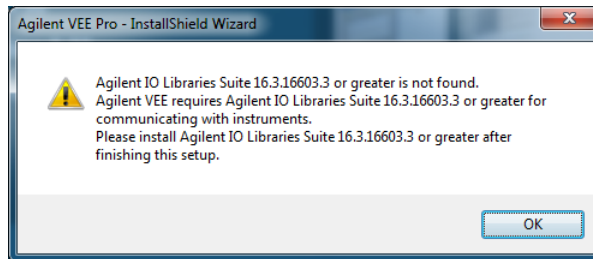 Agilent VEE Pro - InstallShield Wizard
Agilent IO Libraries Suite 16.3.16603.3 or greater is not found.
Agilent VEE requires Agilent IO Libraries Suite 16.3.16603.3 or greater for
communicating with instruments.
Please install Agilent IO Libraries Suite 16.3.16603.3 or greater after
finishing this setup.
OK